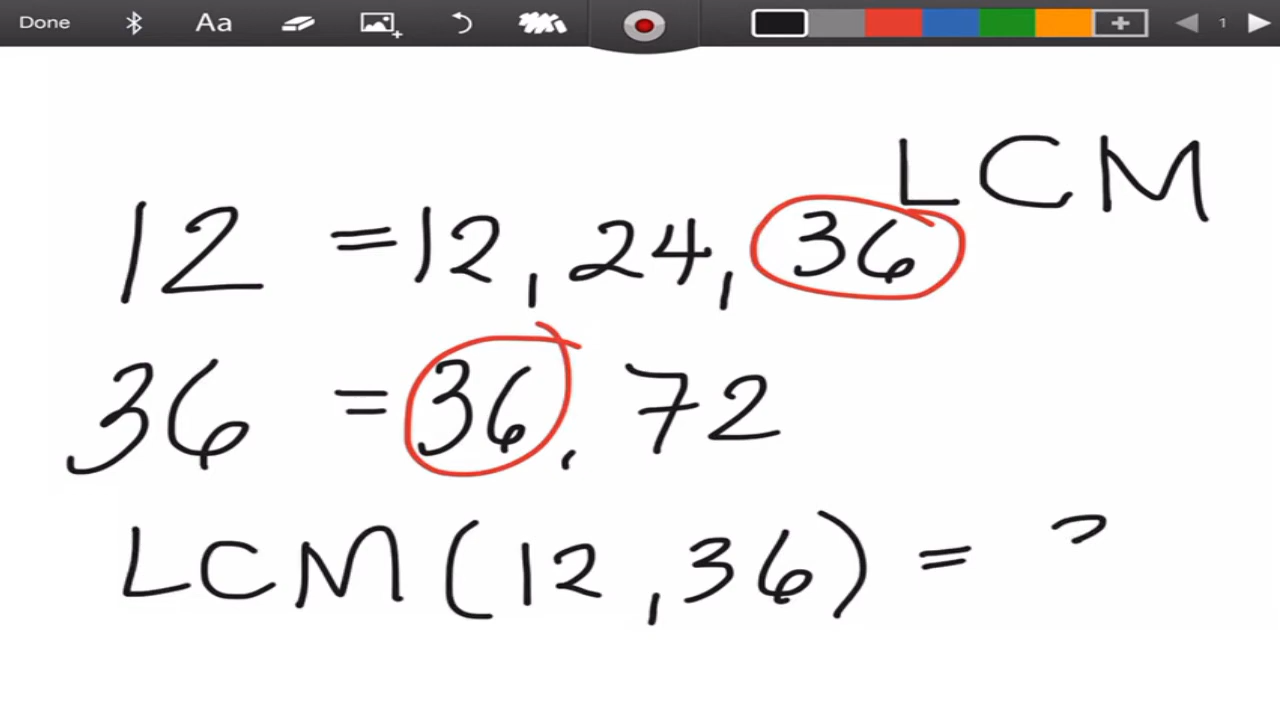 Done Aa 1
LCM
12 = 12, 24, 36
36 = 36, 72
LCM (12, 36) =